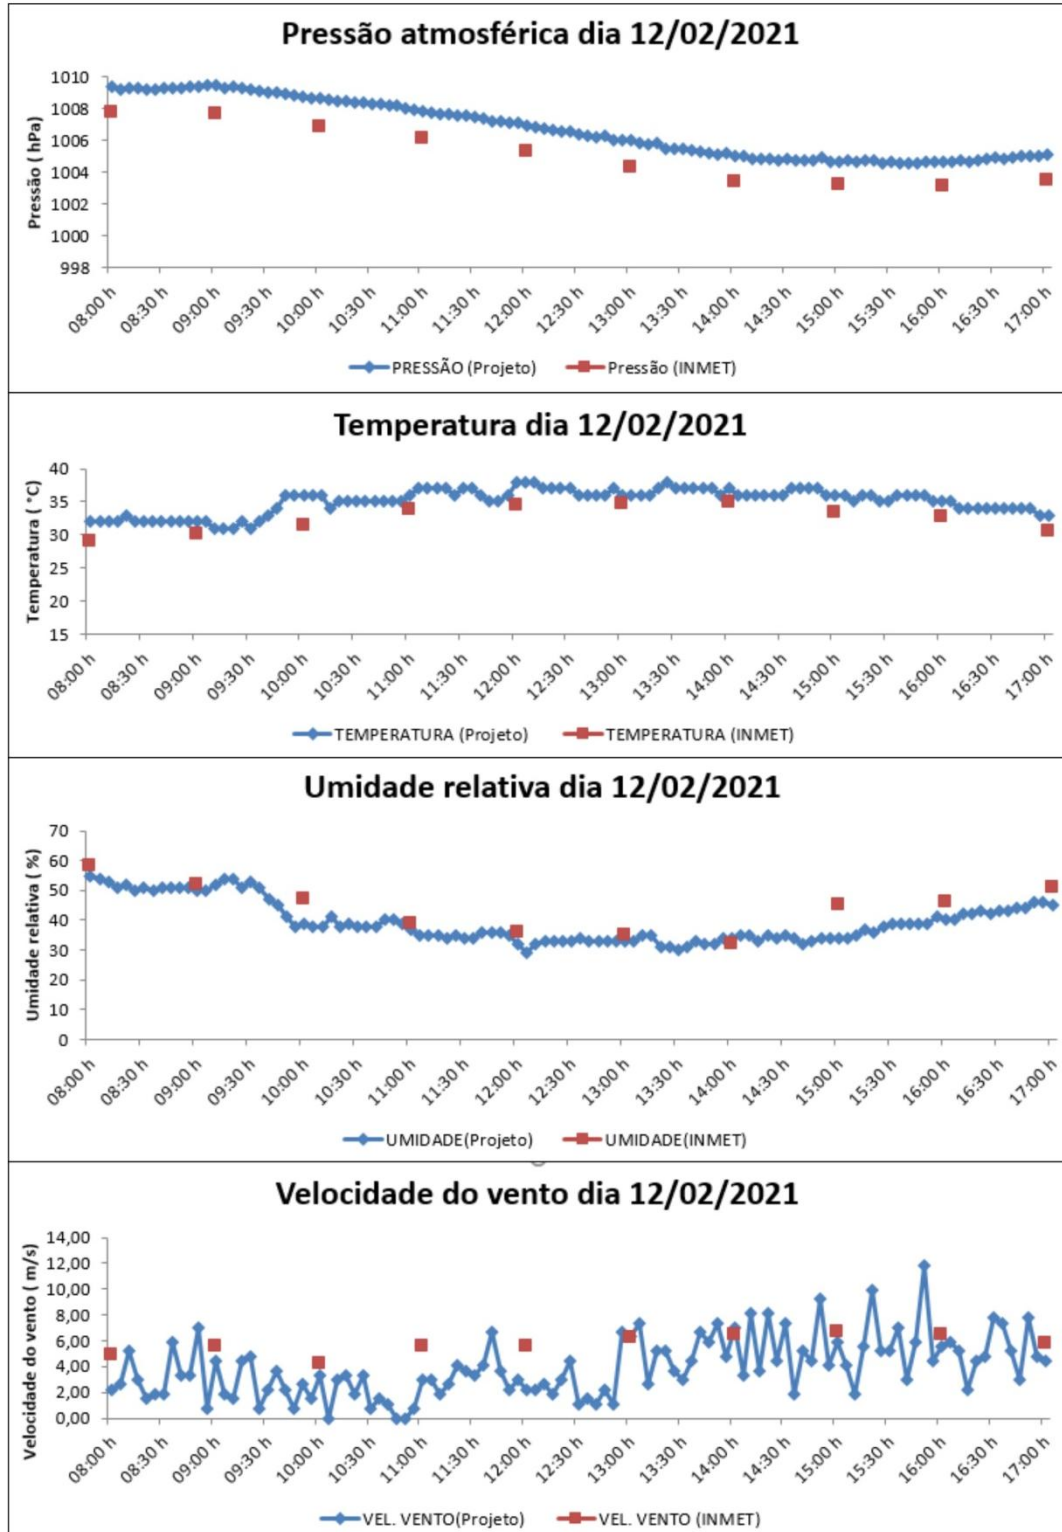 Pressão atmosférica dia 12/02/2021
Pressão ( hPa)
1010
1008
1006
1004
1002
1000
998
08:00 h
08:30 h
09:00 h
09:30 h
10:00 h
10:30 h
11:00 h
11:30 h
12:00 h
12:30 h
13:00 h
13:30 h
14:00 h
14:30 h
15:00 h
15:30 h
16:00 h
16:30 h
17:00 h
PRESSÃO (Projeto) Pressão (INMET)
Temperatura dia 12/02/2021
Temperatura ( °C)
40
35
30
25
20
15
08:00 h
08:30 h
09:00 h
09:30 h
10:00 h
10:30 h
11:00 h
11:30 h
12:00 h
12:30 h
13:00 h
13:30 h
14:00 h
14:30 h
15:00 h
15:30 h
16:00 h
16:30 h
17:00 h
TEMPERATURA (Projeto) TEMPERATURA (INMET)
Umidade relativa dia 12/02/2021
Umidade relativa ( %)
70
60
50
40
30
20
10
0
08:00 h
08:30 h
09:00 h
09:30 h
10:00 h
10:30 h
11:00 h
11:30 h
12:00 h
12:30 h
13:00 h
13:30 h
14:00 h
14:30 h
15:00 h
15:30 h
16:00 h
16:30 h
17:00 h
UMIDADE(Projeto) UMIDADE(INMET)
Velocidade do vento dia 12/02/2021
Velocidade do vento ( m/s)
14,00
12,00
10,00
8,00
6,00
4,00
2,00
0,00
08:00 h
08:30 h
09:00 h
09:30 h
10:00 h
10:30 h
11:00 h
11:30 h
12:00 h
12:30 h
13:00 h
13:30 h
14:00 h
14:30 h
15:00 h
15:30 h
16:00 h
16:30 h
17:00 h
VEL. VENTO(Projeto) VEL. VENTO (INMET)